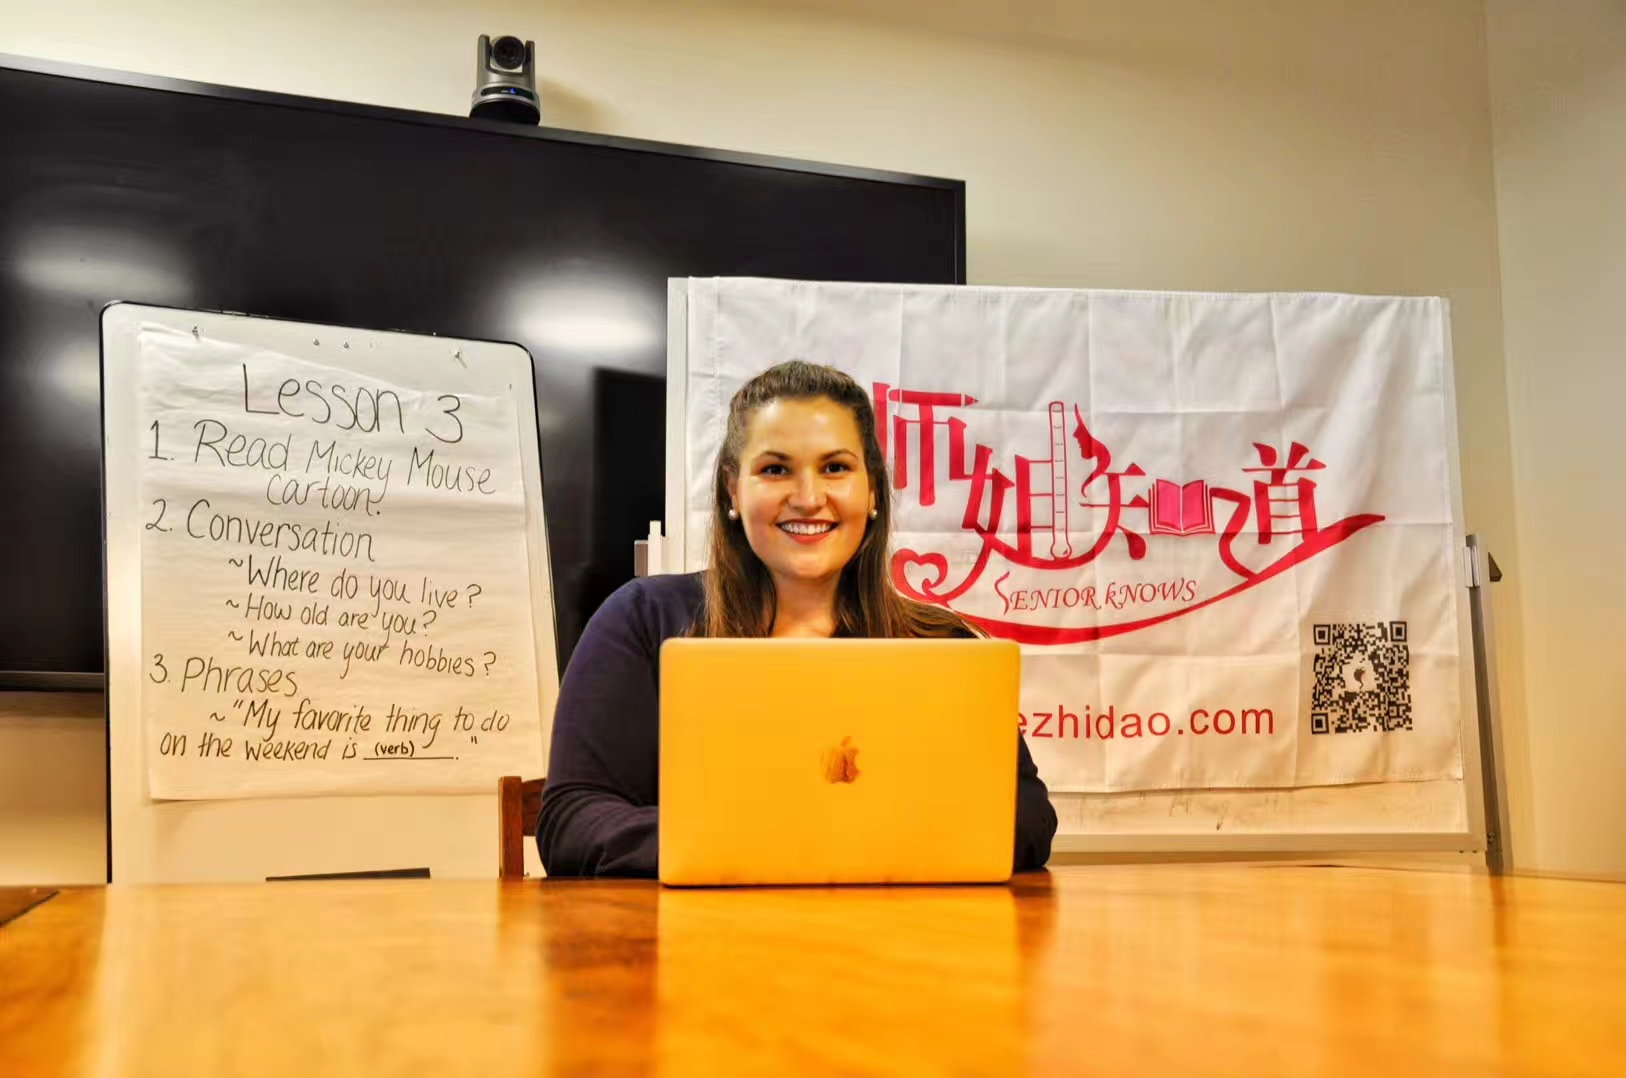 Lesson 3
1. Read Mickey Mouse
cartoon.
2. Conversation
~Where do you live?
~How old are you?
~What are your hobbies?
3. Phrases
~"My favorite thing to do
on the weekend is (verb)."
师姐知道
SENIOR kNOWS
ezhidao.com